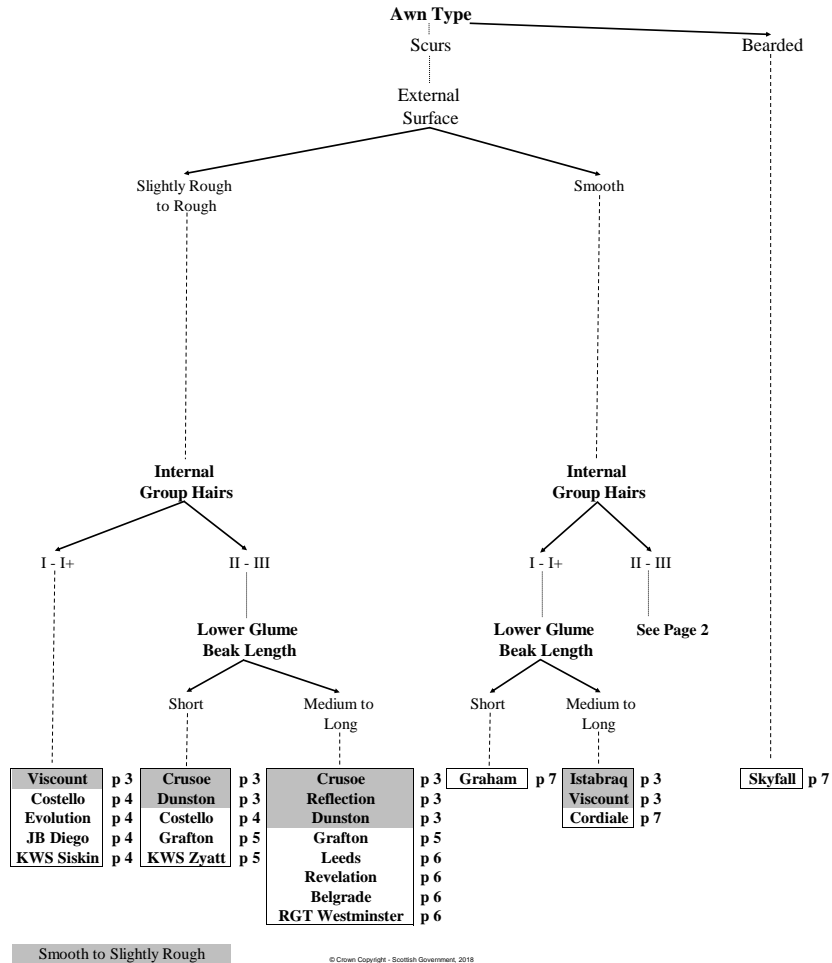 Awn Type
Scurs
Bearded
External
Surface
Slightly Rough
to Rough
Smooth
Internal
Group Hairs
Internal
Group Hairs
I - I+
II - III
I - I+
II - III
Lower Glume
Beak Length
Lower Glume
Beak Length
See Page 2
Short
Medium to
Long
Short
Medium to
Long
Viscount p 3
Costello p 4
Evolution p 4
JB Diego p 4
KWS Siskin p 4
Crusoe p 3
Dunston p 3
Costello p 4
Grafton p 5
KWS Zyatt p 5
Crusoe p 3
Reflection p 3
Dunston p 3
Grafton p 5
Leeds p 6
Revelation p 6
Belgrade p 6
RGT Westminster p 6
Graham p 7
Istabraq p 3
Viscount p 3
Cordiale p 7
Skyfall p 7
Smooth to Slightly Rough
© Crown Copyright - Scottish Government, 2018